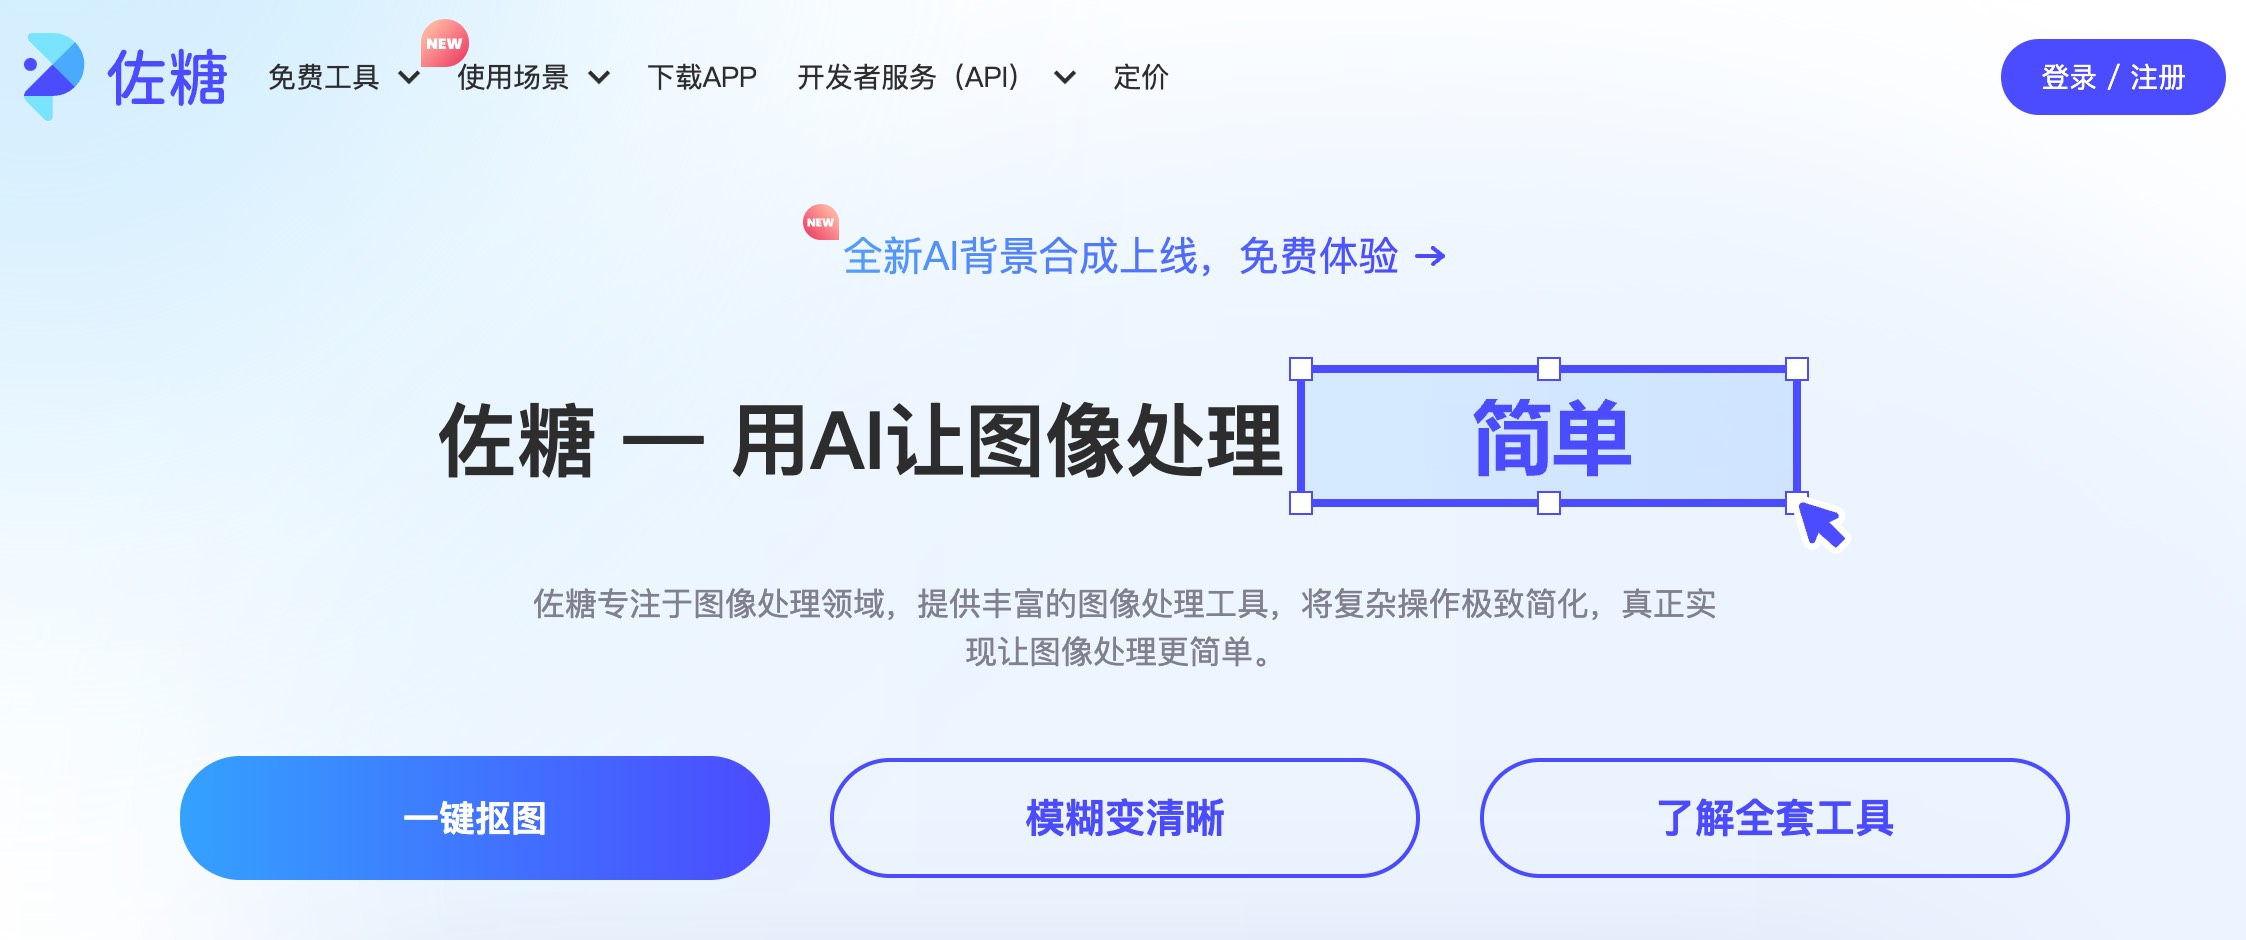 佐糖
免费工具
NEW
使用场景
下载APP
开发者服务（API）
定价
登录 / 注册
NEW
全新AI背景合成上线，免费体验 →
佐糖 — 用AI让图像处理 简单
佐糖专注于图像处理领域，提供丰富的图像处理工具，将复杂操作极致简化，真正实
现让图像处理更简单。
一键抠图
模糊变清晰
了解全套工具